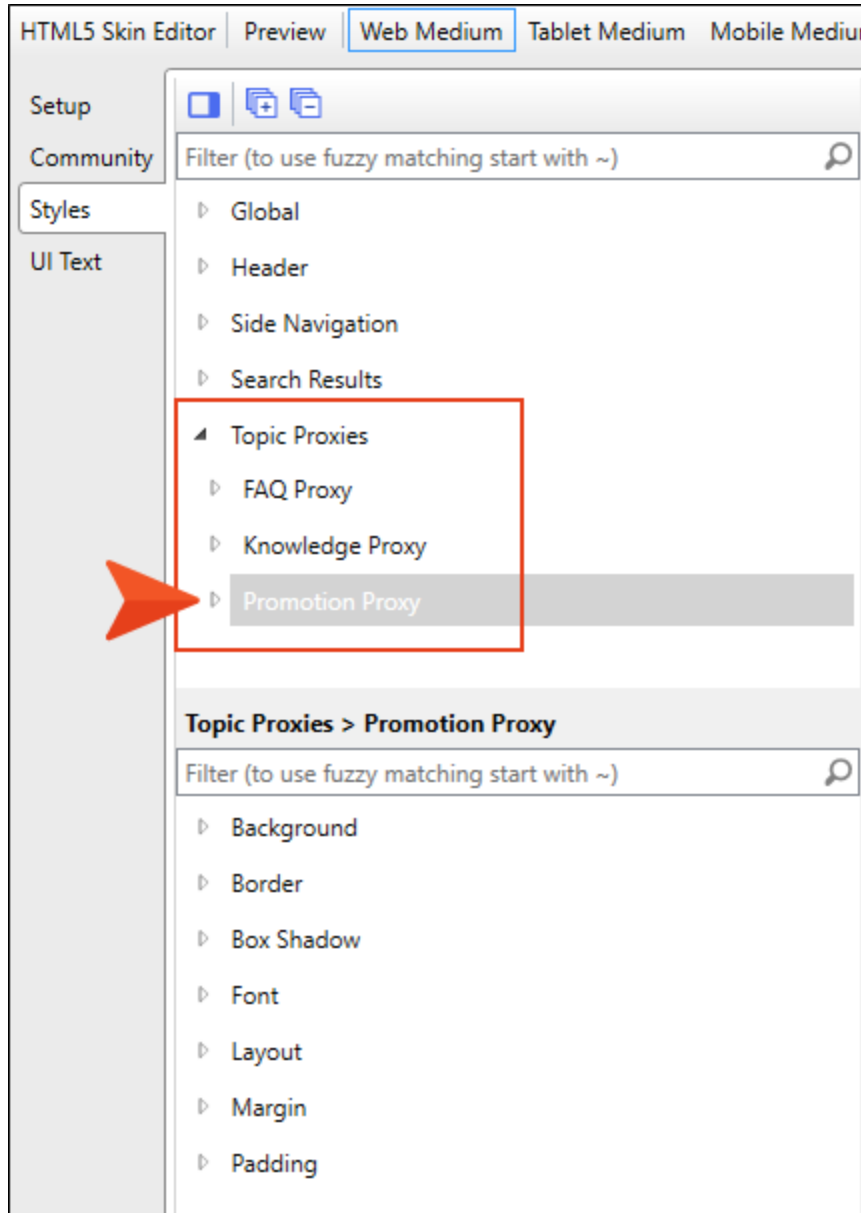 HTML5 Skin Editor Preview Web Medium Tablet Medium Mobile Mediu
Setup
Community
Styles
UI Text
Filter (to use fuzzy matching start with ~)
Global
Header
Side Navigation
Search Results
Topic Proxies
FAQ Proxy
Knowledge Proxy
Promotion Proxy
Topic Proxies > Promotion Proxy
Filter (to use fuzzy matching start with ~)
Background
Border
Box Shadow
Font
Layout
Margin
Padding